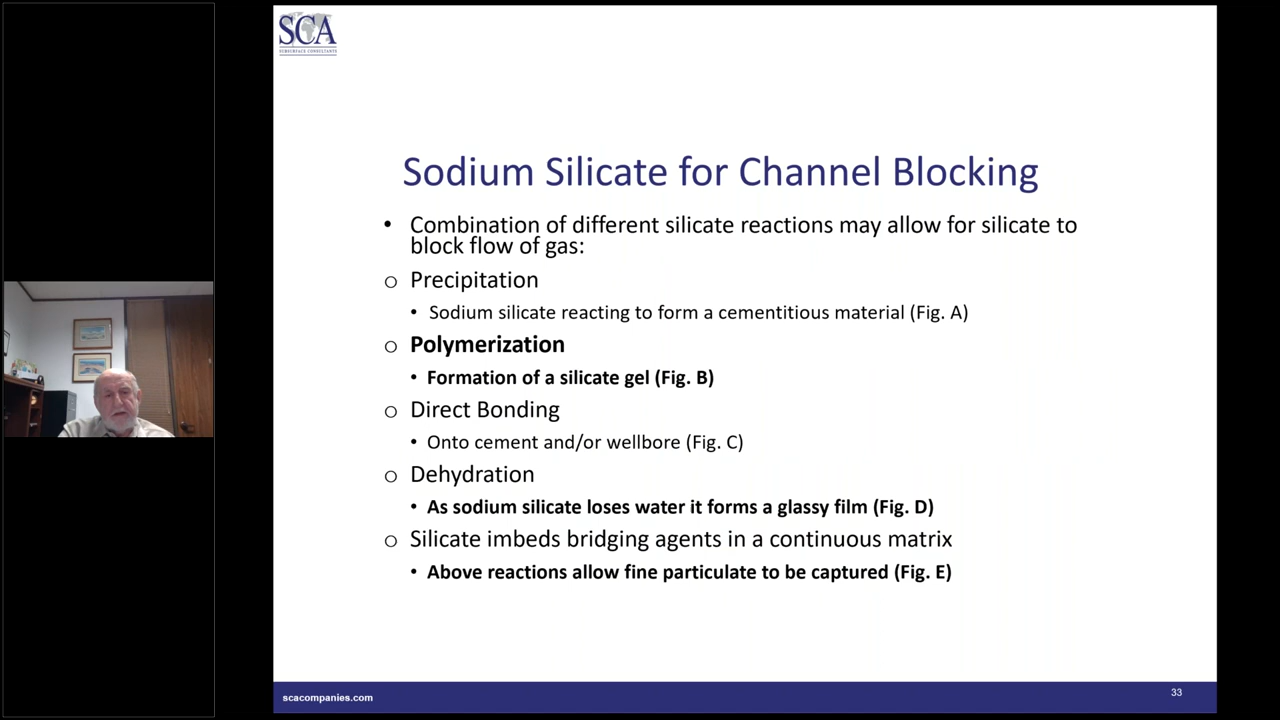 SCA
SUBSURFACE CONSULTANTS
Sodium Silicate for Channel Blocking
• Combination of different silicate reactions may allow for silicate to
block flow of gas:
o Precipitation
• Sodium silicate reacting to form a cementitious material (Fig. A)
o Polymerization
• Formation of a silicate gel (Fig. B)
o Direct Bonding
• Onto cement and/or wellbore (Fig. C)
o Dehydration
• As sodium silicate loses water it forms a glassy film (Fig. D)
o Silicate imbeds bridging agents in a continuous matrix
• Above reactions allow fine particulate to be captured (Fig. E)
scacompanies.com
33